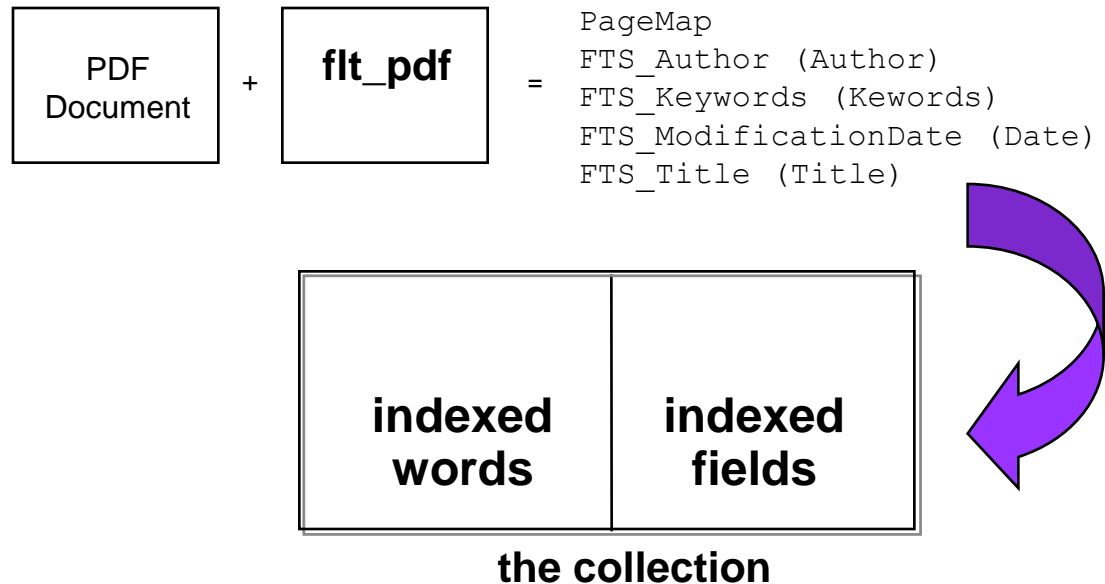 PDF
Document
+
flt_pdf
=
PageMap
FTS_Author (Author)
FTS_Keywords (Kewords)
FTS_ModificationDate (Date)
FTS_Title (Title)
indexed
words
indexed
fields
the collection